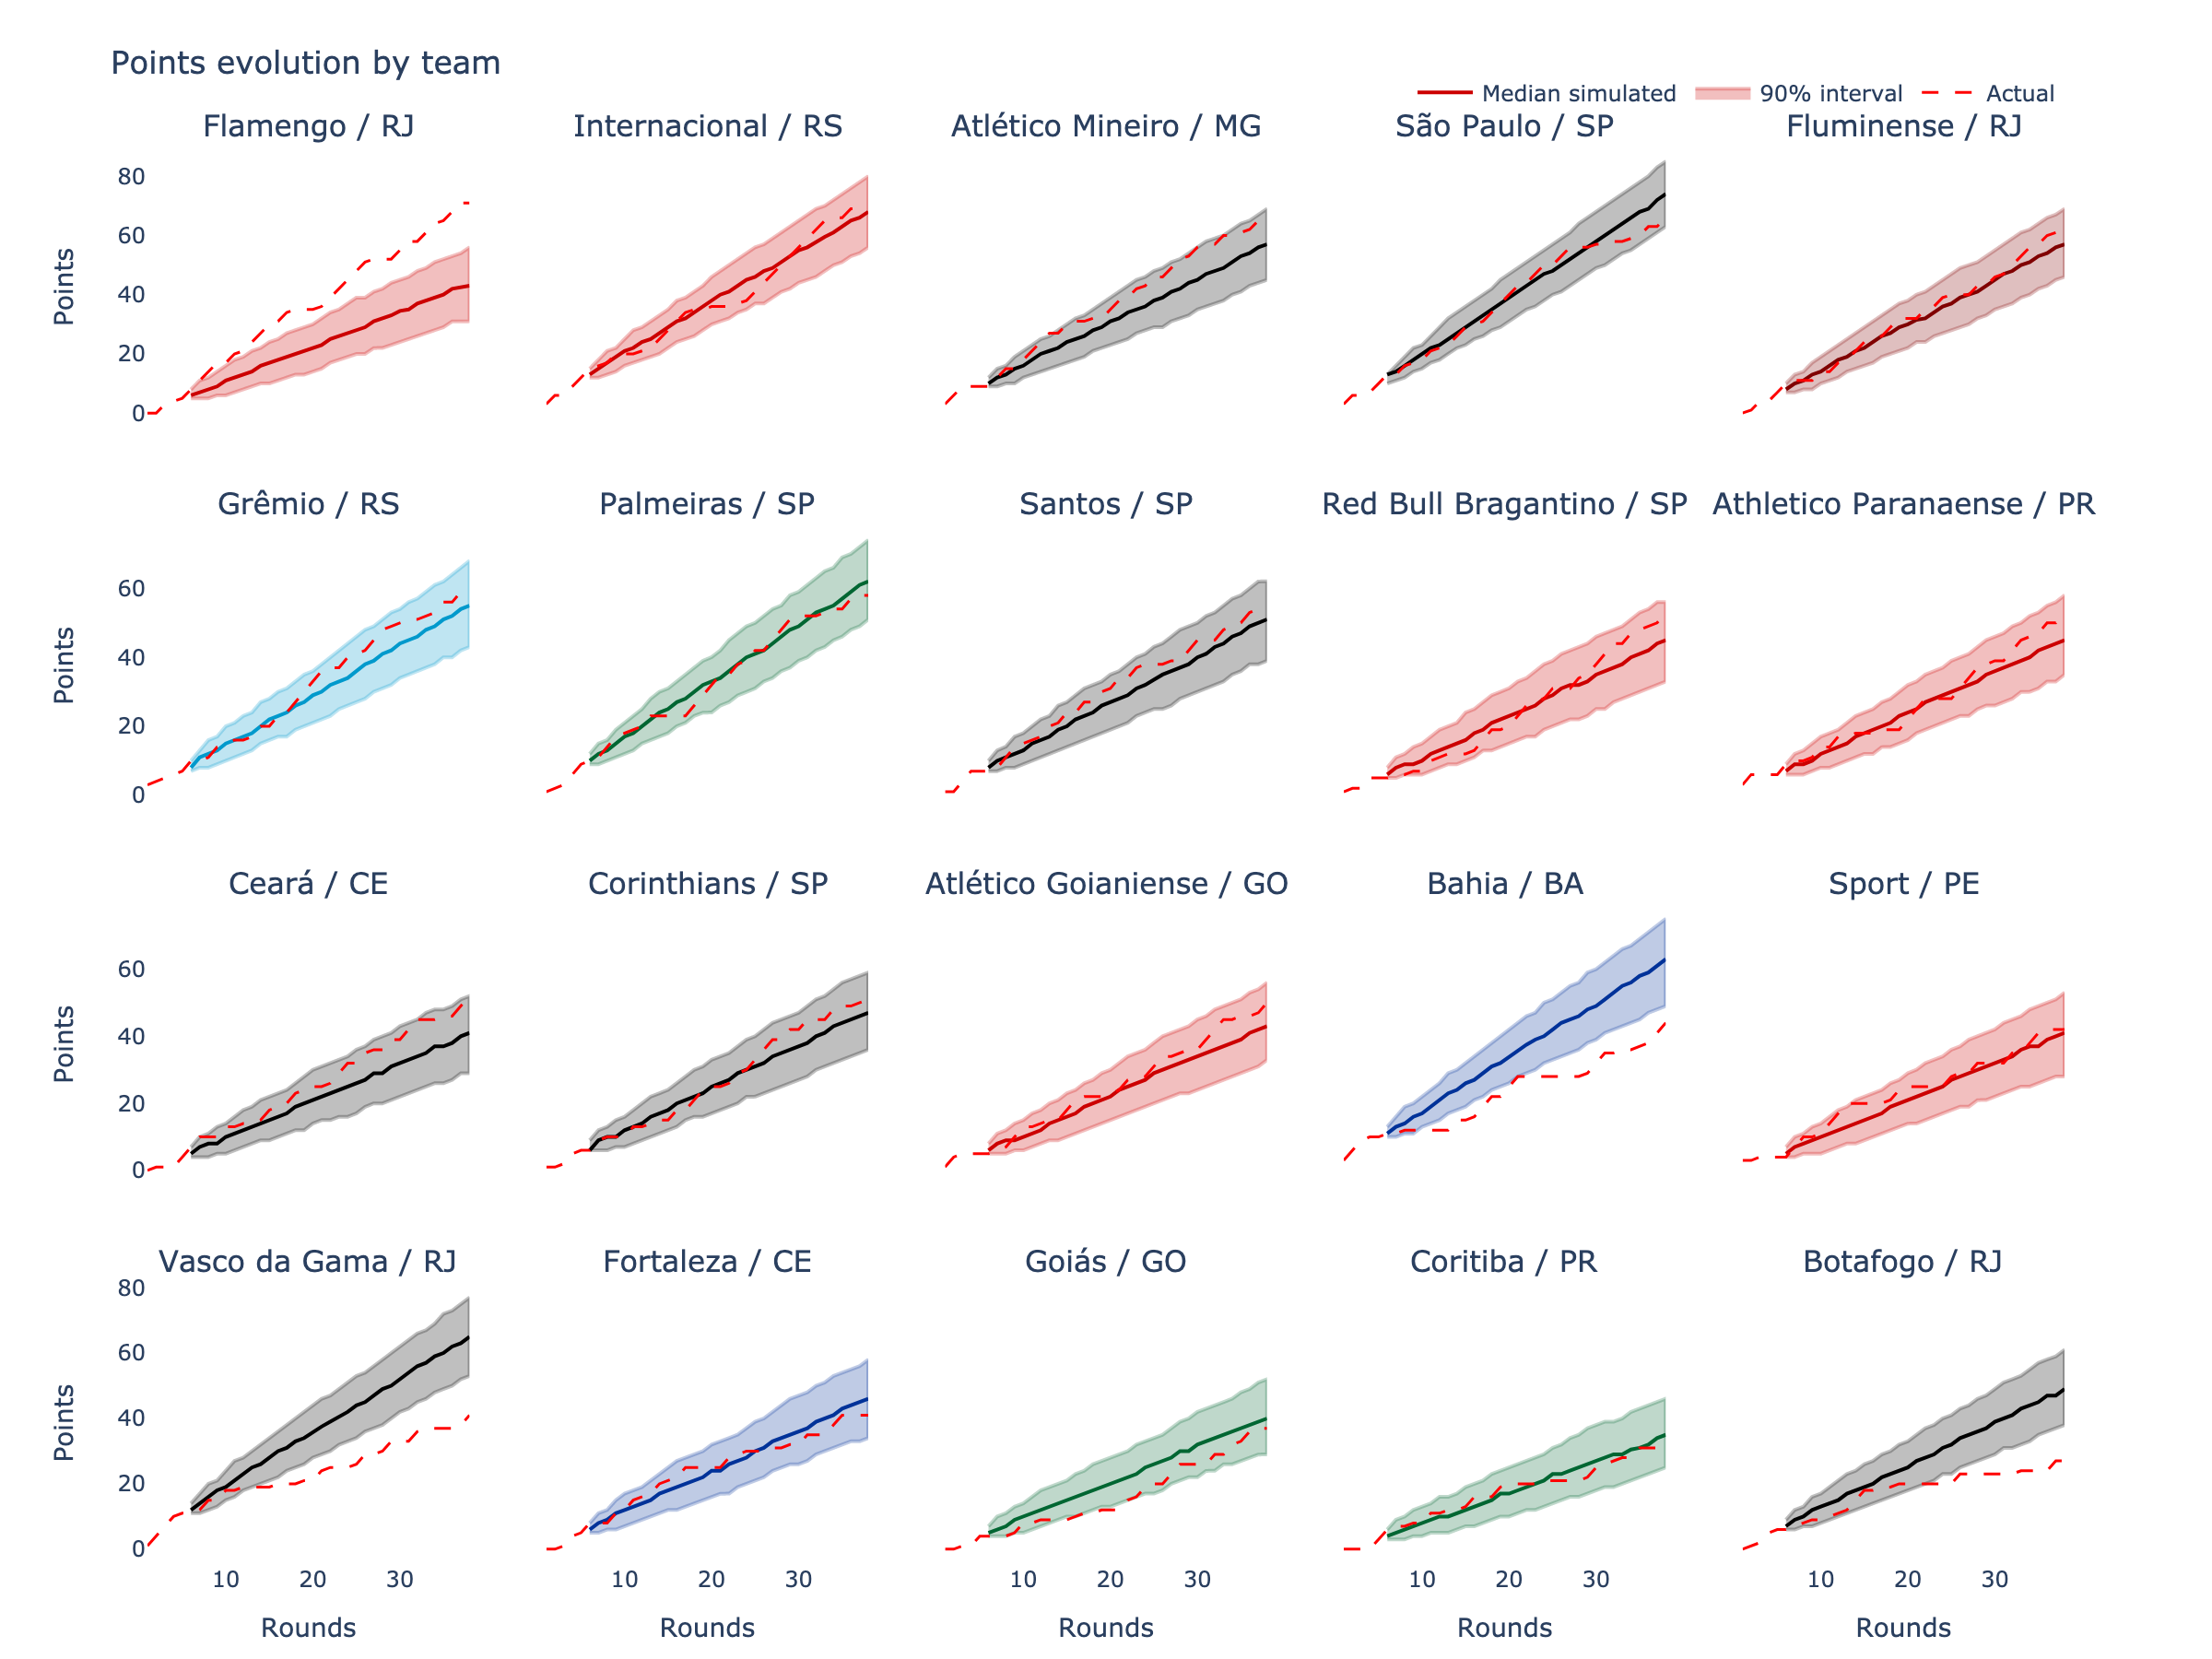 Points evolution by team
Median simulated 90% interval Actual
Flamengo / RJ Internacional / RS Atlético Mineiro / MG São Paulo / SP Fluminense / RJ
80
60
Points
40
20
0
Grêmio / RS Palmeiras / SP Santos / SP Red Bull Bragantino / SP Athletico Paranaense / PR
60
Points
40
20
0
Ceará / CE Corinthians / SP Atlético Goianiense / GO Bahia / BA Sport / PE
60
Points
40
20
0
Vasco da Gama / RJ Fortaleza / CE Goiás / GO Coritiba / PR Botafogo / RJ
80
60
Points
40
20
0
10 20 30 10 20 30 10 20 30 10 20 30 10 20 30
Rounds Rounds Rounds Rounds Rounds